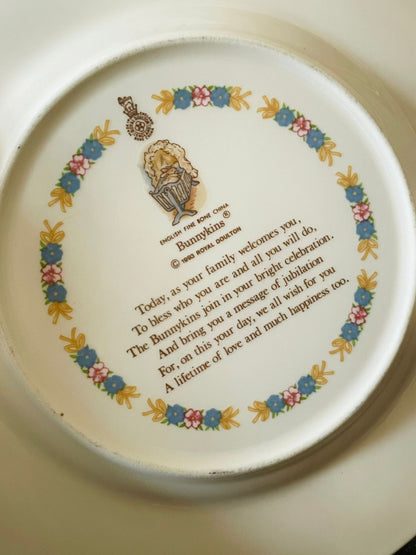 ENGLISH FINE BONE CHINA
Bunnykins®
© 1990 ROYAL DOULTON
Today, as your family welcomes you,
To bless who you are and all you will do,
The Bunnykins join in your bright celebration.
And bring you a message of jubilation
For, on this your day, we all wish for you
A lifetime of love and much happiness too.